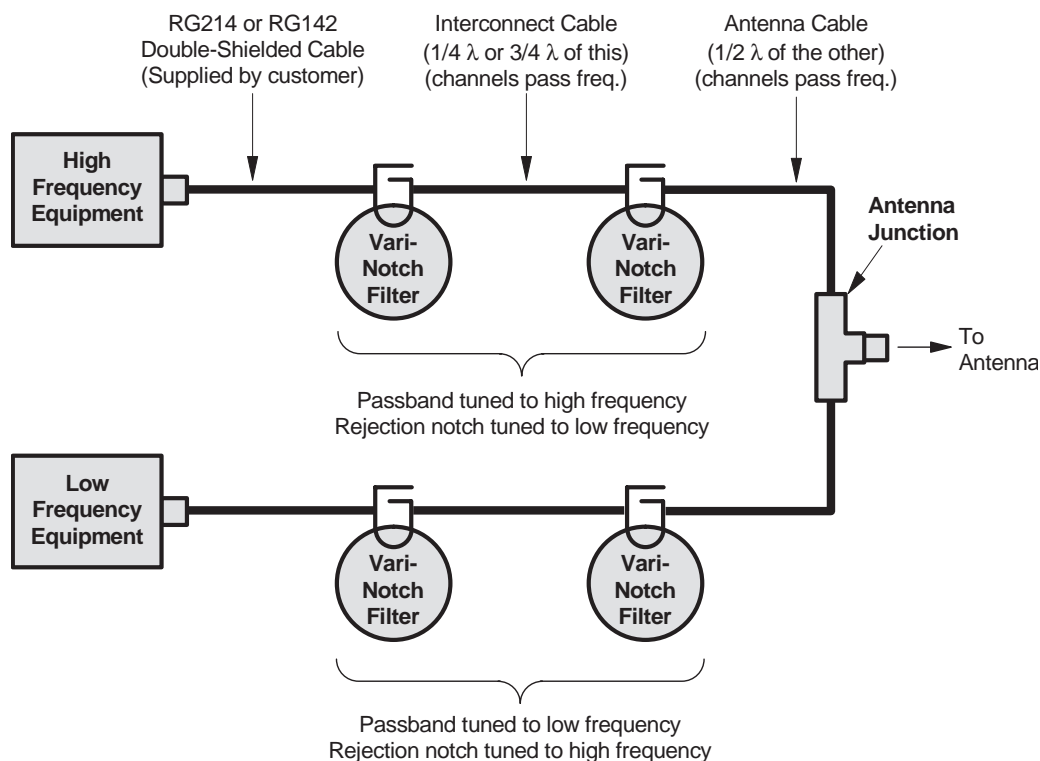 RG214 or RG142
Double-Shielded Cable
(Supplied by customer)
Interconnect Cable
(1/4 λ or 3/4 λ of this)
(channels pass freq.)
Antenna Cable
(1/2 λ of the other)
(channels pass freq.)
High
Frequency
Equipment
Vari-
Notch
Filter
Vari-
Notch
Filter
Antenna
Junction
To
Antenna
Passband tuned to high frequency
Rejection notch tuned to low frequency
Low
Frequency
Equipment
Vari-
Notch
Filter
Vari-
Notch
Filter
Passband tuned to low frequency
Rejection notch tuned to high frequency